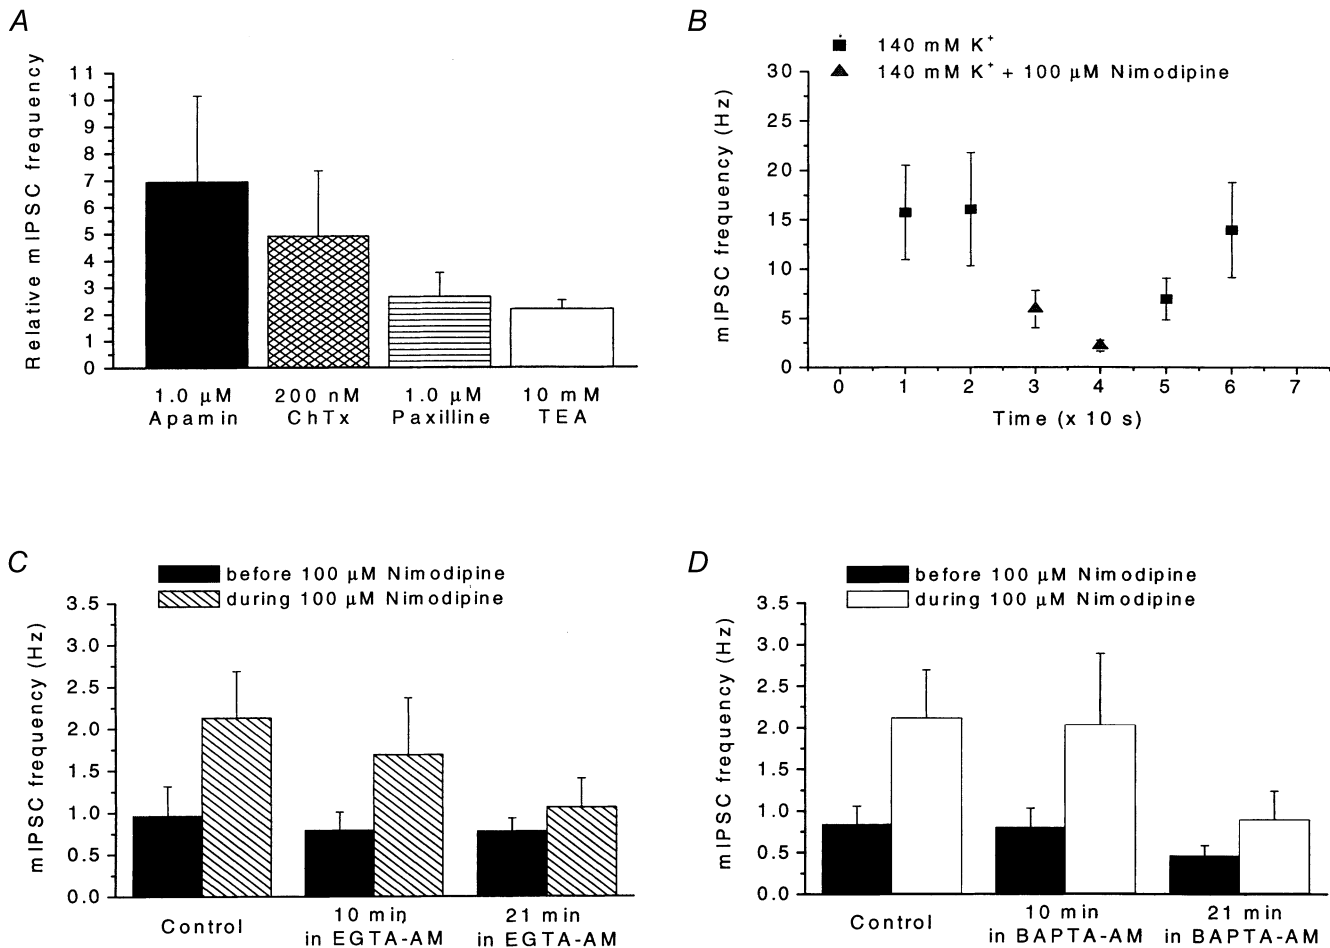 A
Relative mIPSC frequency
11
10
9
8
7
6
5
4
3
2
1
0
1.0 μM
Apamin
200 nM
ChTx
1.0 μM
Paxilline
10 mM
TEA
B
140 mM K+
140 mM K+ + 100 μM Nimodipine
mIPSC frequency (Hz)
30
25
20
15
10
5
0
0 1 2 3 4 5 6 7
Time (x 10 s)
C
before 100 μM Nimodipine
during 100 μM Nimodipine
mIPSC frequency (Hz)
3.5
3.0
2.5
2.0
1.5
1.0
0.5
0.0
Control
10 min
in EGTA-AM
21 min
in EGTA-AM
D
before 100 μM Nimodipine
during 100 μM Nimodipine
mIPSC frequency (Hz)
3.5
3.0
2.5
2.0
1.5
1.0
0.5
0.0
Control
10 min
in BAPTA-AM
21 min
in BAPTA-AM